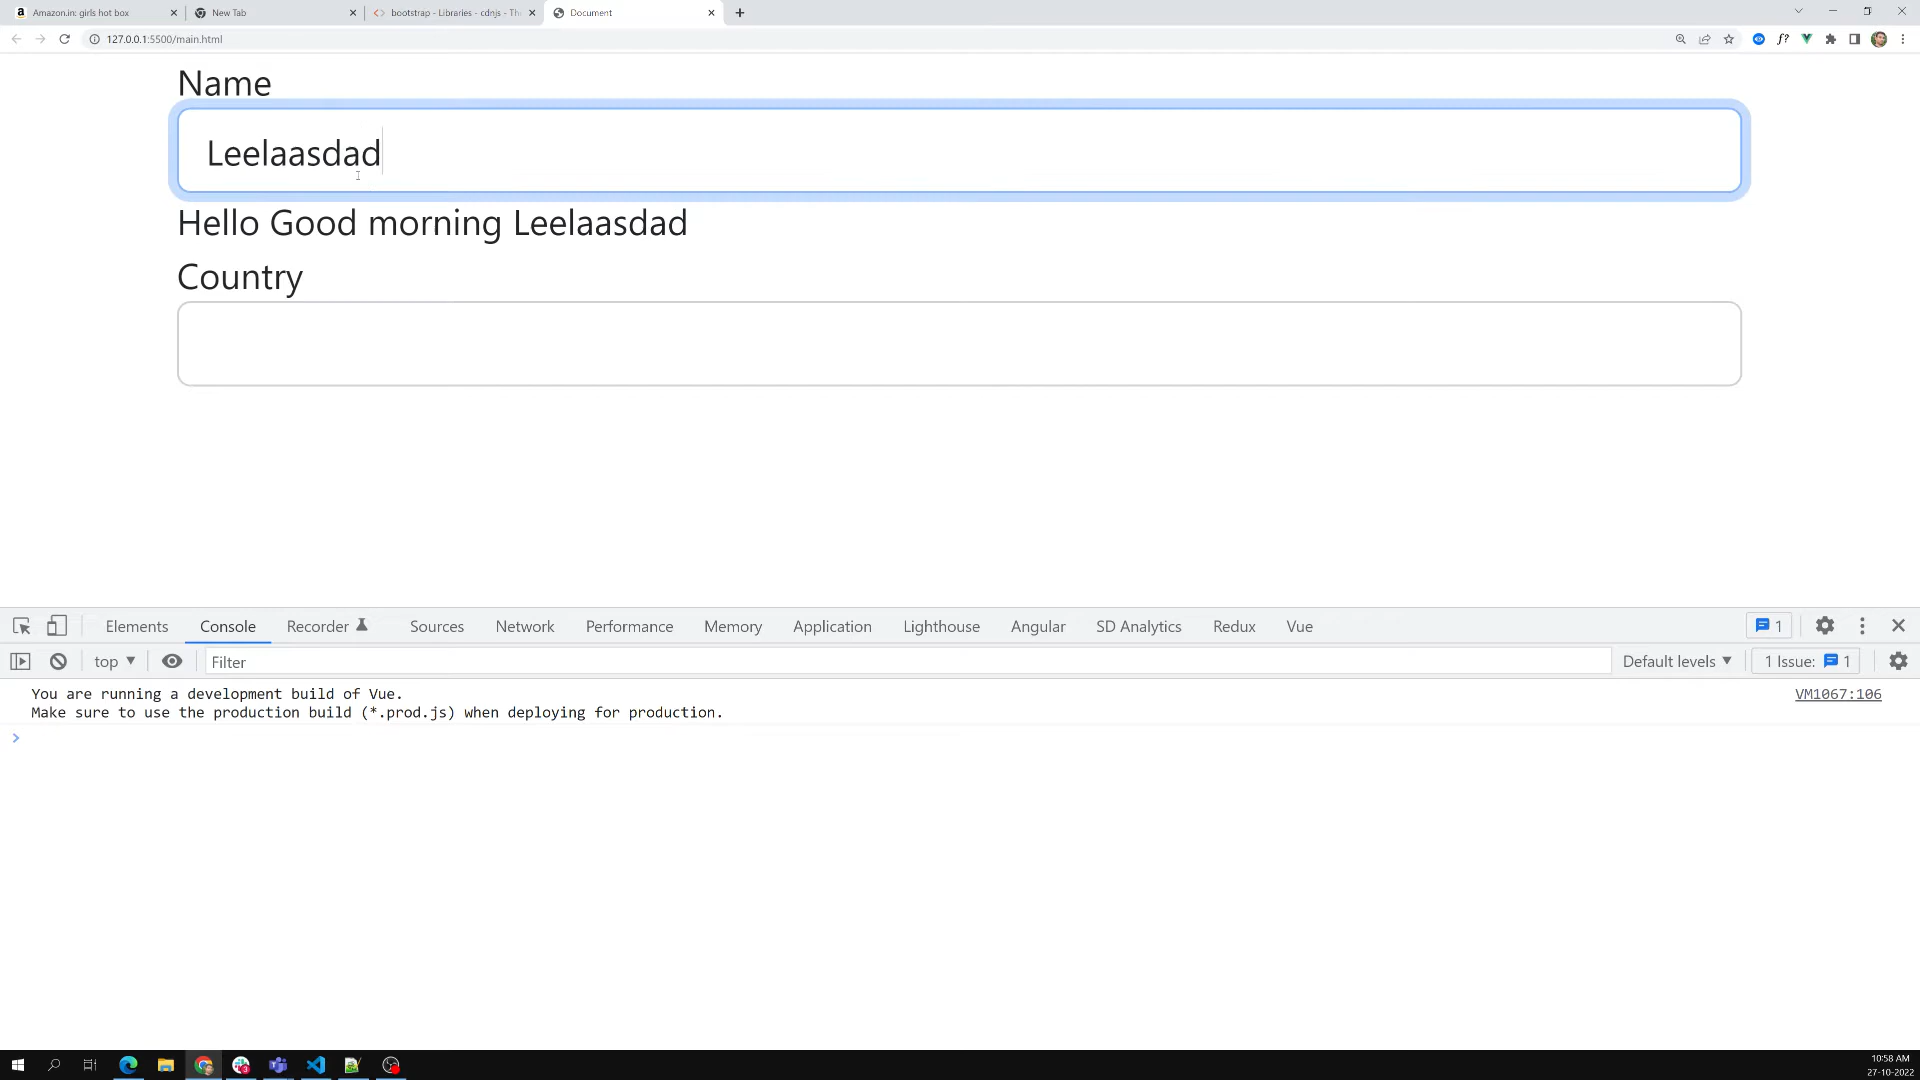 Amazon.in: girls hot box
New Tab
bootstrap - Libraries - cdnjs - Th
Document
127.0.0.1:5500/main.html
f?
Name
Leelaasdad
Hello Good morning Leelaasdad
Country
Elements Console Recorder Sources Network Performance Memory Application Lighthouse Angular SD Analytics Redux Vue 1
top Filter Default levels 1 Issue: 1
You are running a development build of Vue. VM1067:106
Make sure to use the production build (*.prod.js) when deploying for production.
10:58 AM
27-10-2022